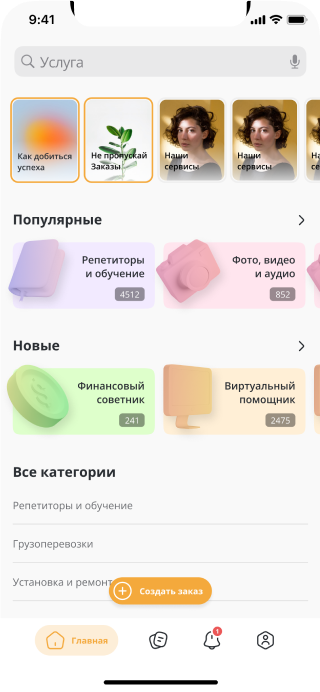 9:41
Услуга
Как добиться
успеха
Не пропускай
Заказы
Наши
сервисы
Наши
сервисы
Популярные
Репетиторы
и обучение
4512
Фото, видео
и аудио
852
Новые
Финансовый
советник
241
Виртуальный
помощник
2475
Все категории
Репетиторы и обучение
Грузоперевозки
Установка и ремонт
Создать заказ
Главная
1